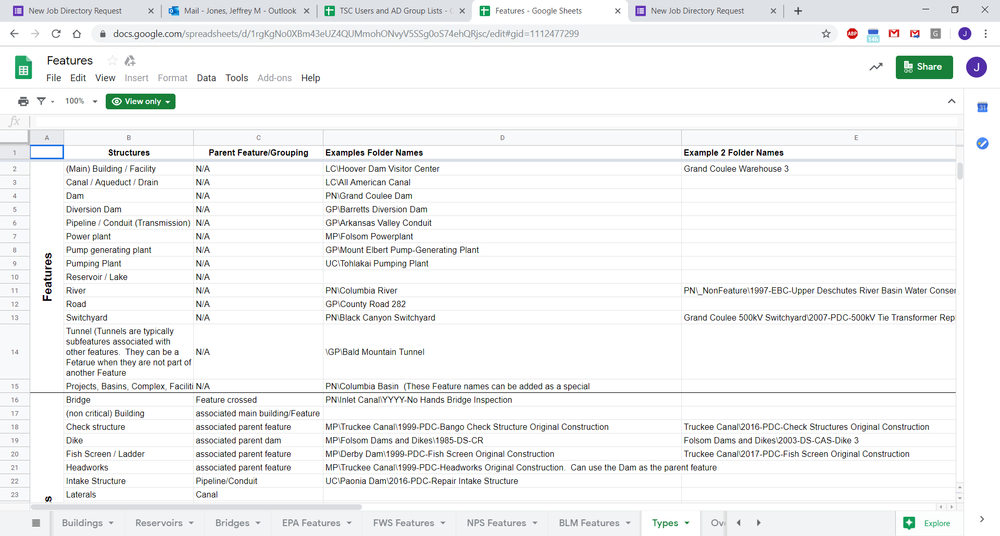 New Job Directory Request
Mail - Jones, Jeffrey M - Outlook
TSC Users and AD Group Lists -
Features - Google Sheets
New Job Directory Request
docs.google.com/spreadsheets/d/1rgKgNo0XBm43eUZ4QUMmohONvyV5SSg0oS74ehQRjsc/edit#gid=1112477299
ABP
14h
G
J
Features
File Edit View Insert Format Data Tools Add-ons Help
Share
J
100%
View only
31
fx
A B C D E
1 Structures Parent Feature/Grouping Examples Folder Names Example 2 Folder Names
Features
2 (Main) Building / Facility N/A LC\Hoover Dam Visitor Center Grand Coulee Warehouse 3
3 Canal / Aqueduct / Drain N/A LC\All American Canal
4 Dam N/A PN\Grand Coulee Dam
5 Diversion Dam N/A GP\Barretts Diversion Dam
6 Pipeline / Conduit (Transmission) N/A GP\Arkansas Valley Conduit
7 Power plant N/A MP\Folsom Powerplant
8 Pump generating plant N/A GP\Mount Elbert Pump-Generating Plant
9 Pumping Plant N/A UC\Tohlakai Pumping Plant
10 Reservoir / Lake N/A
11 River N/A PN\Columbia River PN\_NonFeature\1997-EBC-Upper Deschutes River Basin Water Conser
12 Road N/A GP\County Road 282
13 Switchyard N/A PN\Black Canyon Switchyard Grand Coulee 500kV Switchyard\2007-PDC-500kV Tie Transformer Repl
Tunnel (Tunnels are typically
subfeatures associated with
14 other features. They can be a N/A \GP\Bald Mountain Tunnel
Fetarue when they are not part of
another Feature
15 Projects, Basins, Complex, Faciliti N/A PN\Columbia Basin (These Feature names can be added as a special
16 Bridge Feature crossed PN\Inlet Canal\YYYY-No Hands Bridge Inspection
17 (non critical) Building associated main building/Feature
18 Check structure associated parent feature MP\Truckee Canal\1999-PDC-Bango Check Structure Original Construction Truckee Canal\2016-PDC-Check Structures Original Construction
19 Dike associated parent dam MP\Folsom Dams and Dikes\1985-DS-CR Folsom Dams and Dikes\2003-DS-CAS-Dike 3
20 Fish Screen / Ladder associated parent feature MP\Derby Dam\1999-PDC-Fish Screen Original Construction Truckee Canal\2017-PDC-Fish Screen Original Construction
21 Headworks associated parent feature MP\Truckee Canal\1999-PDC-Headworks Original Construction. Can use the Dam as the parent feature
22 Intake Structure Pipeline/Conduit UC\Paonia Dam\2016-PDC-Repair Intake Structure
23 Laterals Canal
s
Buildings Reservoirs Bridges EPA Features FWS Features NPS Features BLM Features Types Ov
Explore